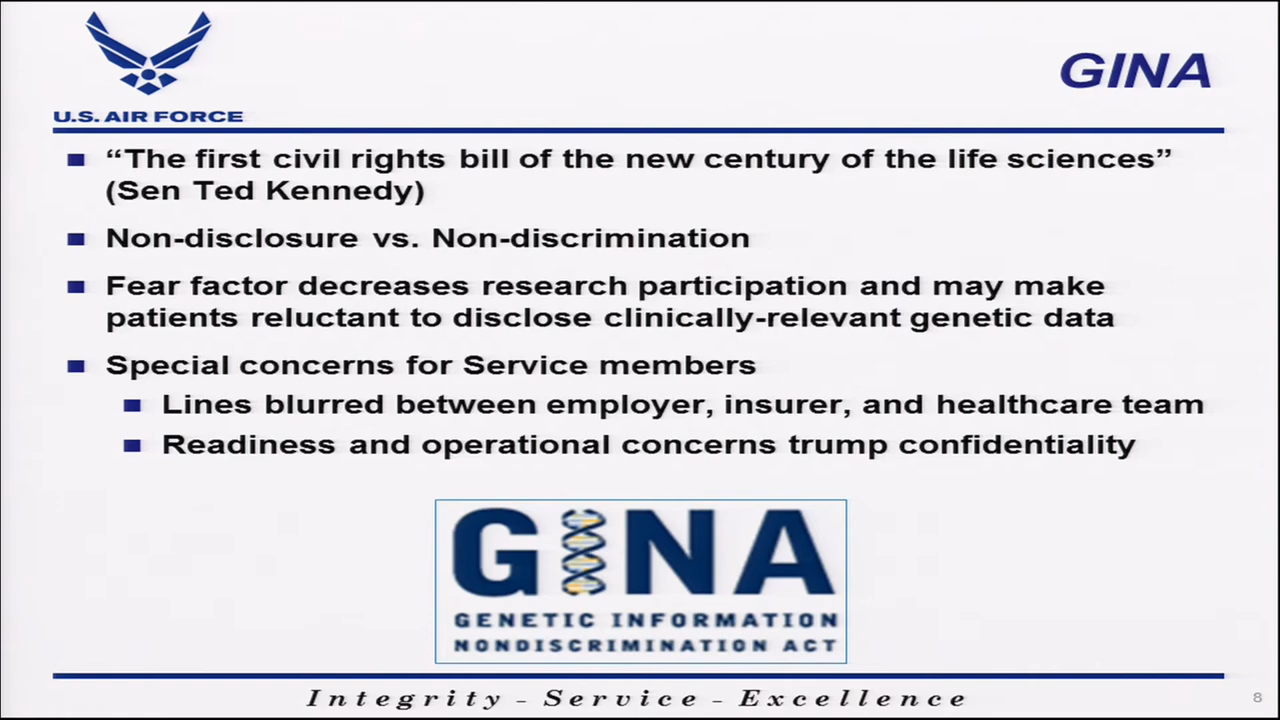 U.S. AIR FORCE
GINA
“The first civil rights bill of the new century of the life sciences”
(Sen Ted Kennedy)
Non-disclosure vs. Non-discrimination
Fear factor decreases research participation and may make
patients reluctant to disclose clinically-relevant genetic data
Special concerns for Service members
Lines blurred between employer, insurer, and healthcare team
Readiness and operational concerns trump confidentiality
GINA
GENETIC INFORMATION
NONDISCRIMINATION ACT
Integrity - Service - Excellence
8